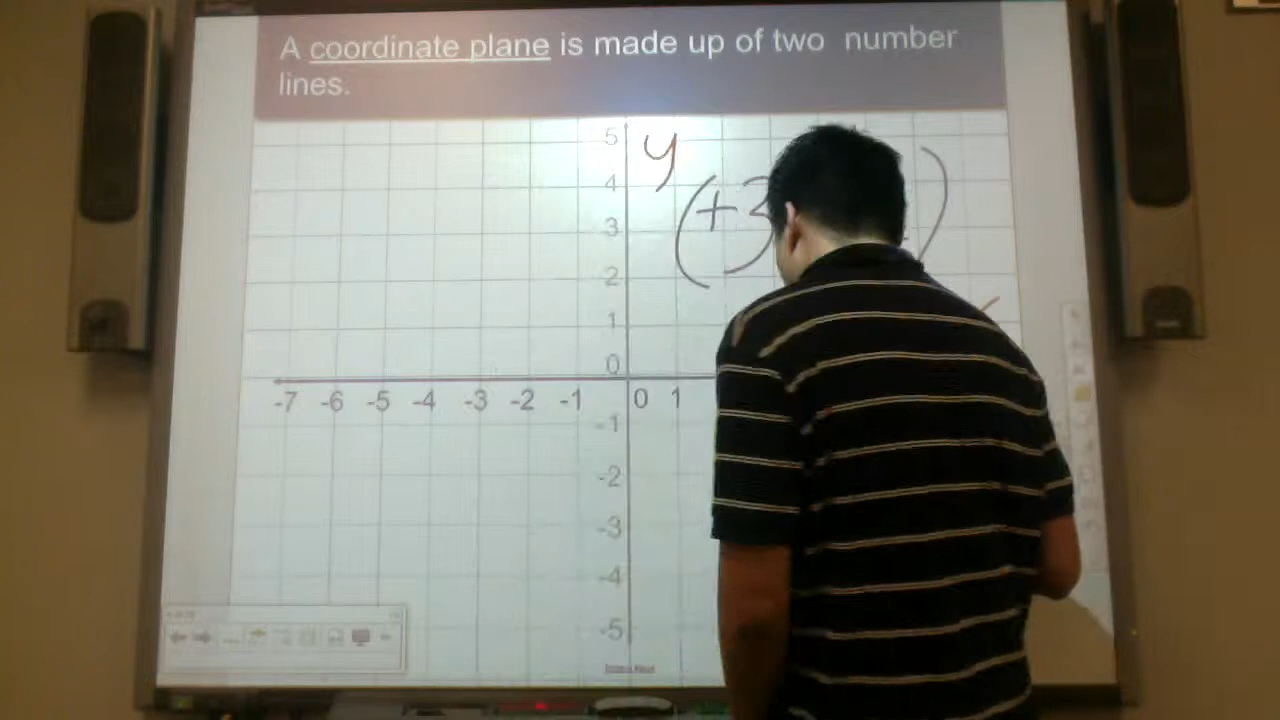 A coordinate plane is made up of two number
lines.
5 y
4 (+3 )
3
2
1
0
-7 -6 -5 -4 -3 -2 -1 0 1
-1
-2
-3
-4
-5